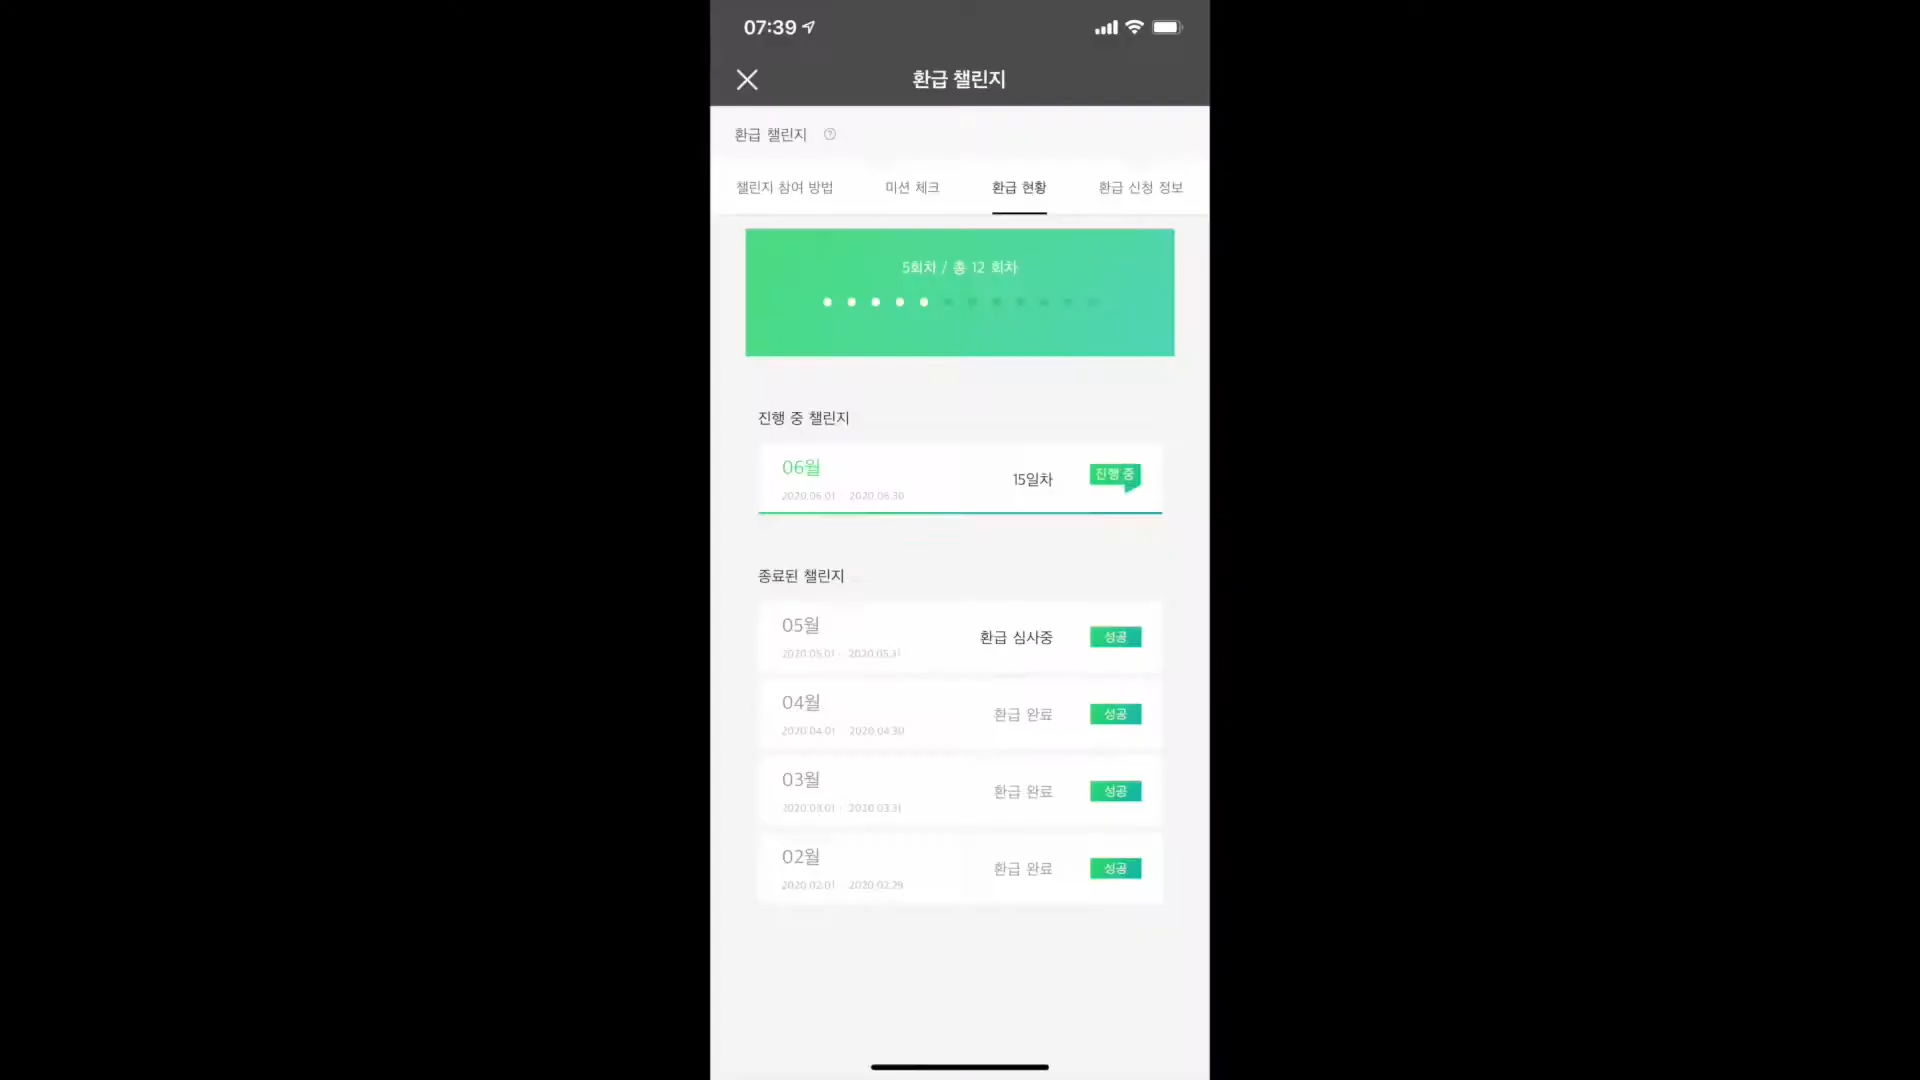 07:39
환급 챌린지
환급 챌린지 ?
챌린지 참여 방법 미션 체크 환급 현황 환급 신청 정보
5회차 / 총 12 회차
진행 중 챌린지
06월
15일차 진행 중
2020.06.01 2020.06.30
종료된 챌린지
05월
환급 심사중 성공
2020.05.01 - 2020.05.31
04월
환급 완료 성공
2020.04.01 2020.04.30
03월
환급 완료 성공
2020.03.01 - 2020.03.31
02월
환급 완료 성공
2020.02.01 2020.02.29